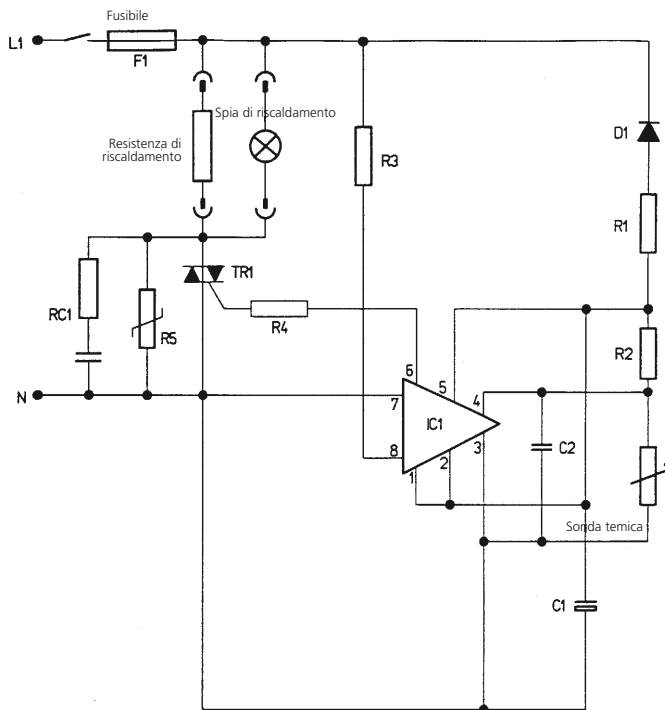 Fusibile
L1
F1
Spia di riscaldamento
Resistenza di
riscaldamento
D1
R3
R1
TR1
RC1
R5
R4
R2
N
6
5
4
7
IC1
8
3
2
1
C2
Sonda temica
C1